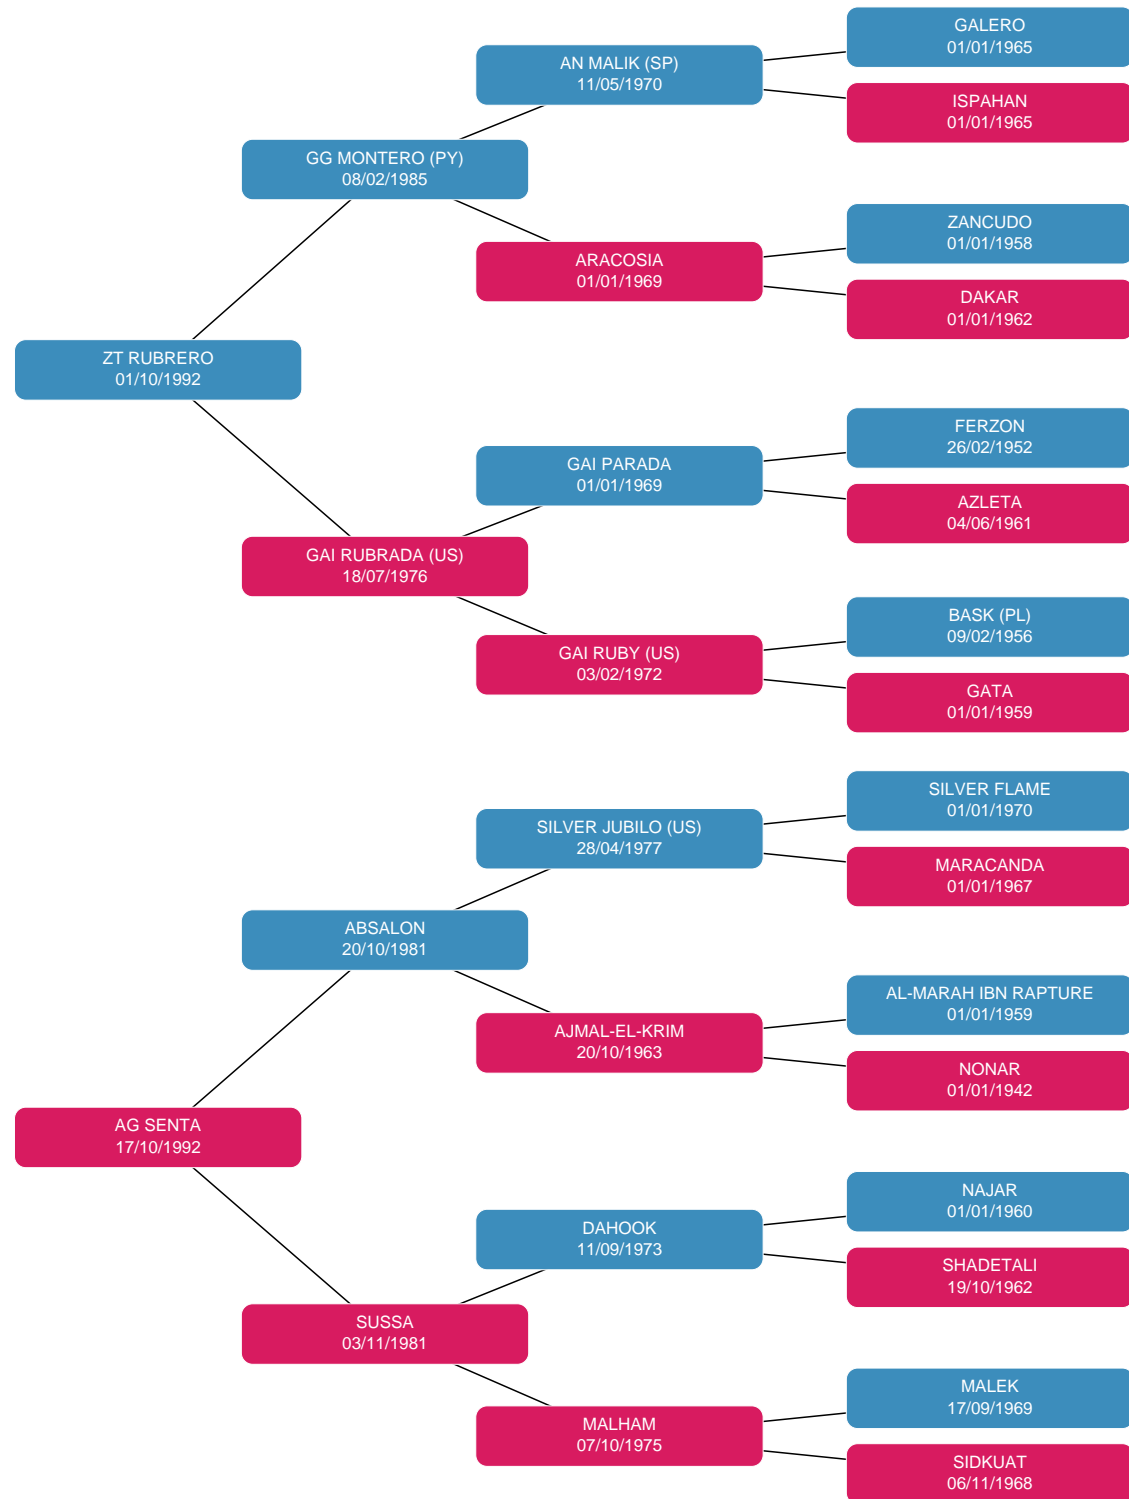 GALERO
01/01/1965
AN MALIK (SP)
11/05/1970
ISPAHAN
01/01/1965
GG MONTERO (PY)
08/02/1985
ZANCUDO
01/01/1958
ARACOSIA
01/01/1969
DAKAR
01/01/1962
ZT RUBRERO
01/10/1992
FERZON
26/02/1952
GAI PARADA
01/01/1969
AZLETA
04/06/1961
GAI RUBRADA (US)
18/07/1976
BASK (PL)
09/02/1956
GAI RUBY (US)
03/02/1972
GATA
01/01/1959
SILVER FLAME
01/01/1970
SILVER JUBILO (US)
28/04/1977
MARACANDA
01/01/1967
ABSALON
20/10/1981
AL-MARAH IBN RAPTURE
01/01/1959
AJMAL-EL-KRIM
20/10/1963
NONAR
01/01/1942
AG SENTA
17/10/1992
NAJAR
01/01/1960
DAHOOK
11/09/1973
SHADETALI
19/10/1962
SUSSA
03/11/1981
MALEK
17/09/1969
MALHAM
07/10/1975
SIDKUAT
06/11/1968